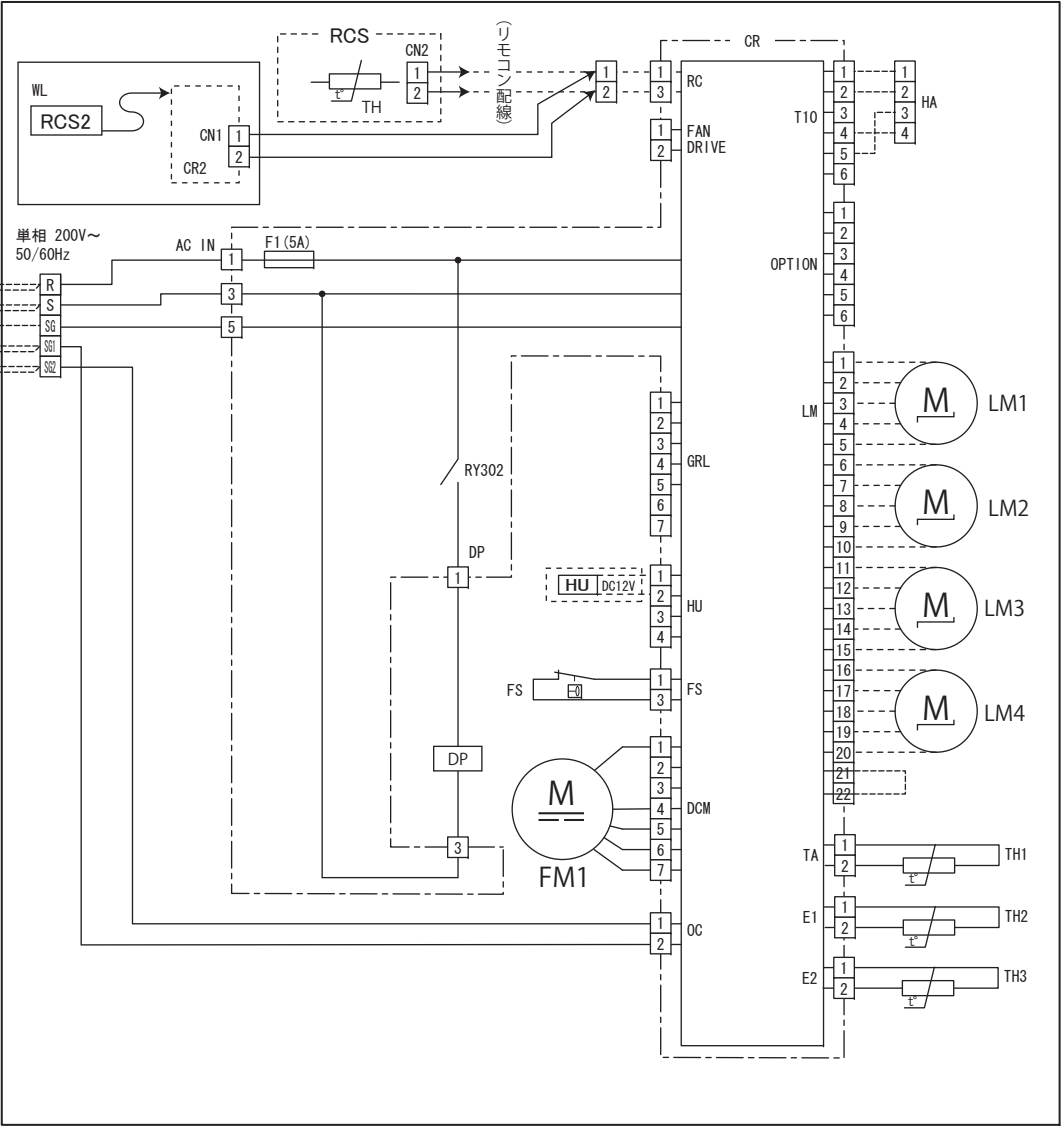 RCS
CN2
1
2
t°
TH
(リモコン配線)
1
2
CR
1
3
RC
1
2
FAN
DRIVE
WL
RCS2
CN1
1
2
CR2
T10
1
2
3
4
5
6
1
2
3
4
HA
単相 200V～
50/60Hz
R
S
SG
SG1
SG2
AC IN
1
3
5
F1(5A)
OPTION
1
2
3
4
5
6
RY302
DP
1
DP
3
1
2
3
4
5
6
7
GRL
HU DC12V
1
2
3
4
HU
FS
1
3
FS
M
FM1
1
2
3
4
5
6
7
DCM
1
2
OC
LM
1
2
3
4
5
6
7
8
9
10
11
12
13
14
15
16
17
18
19
20
21
22
M
LM1
M
LM2
M
LM3
M
LM4
TA
1
2
t°
TH1
E1
1
2
t°
TH2
E2
1
2
t°
TH3